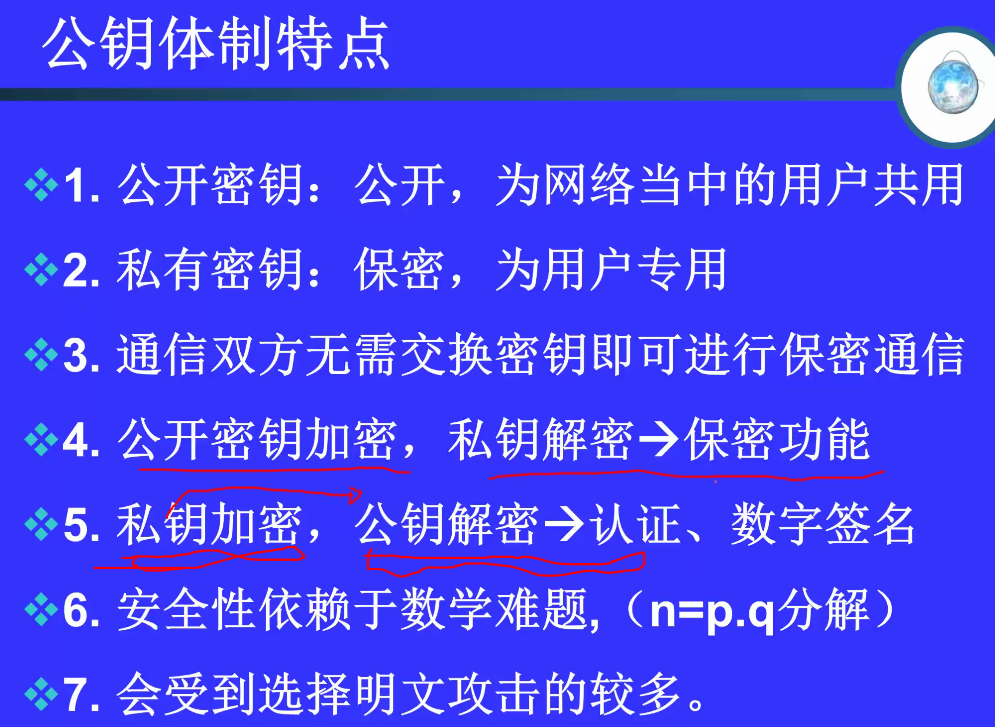 公钥体制特点
1. 公开密钥：公开，为网络当中的用户共用
2. 私有密钥：保密，为用户专用
3. 通信双方无需交换密钥即可进行保密通信
4. 公开密钥加密，私钥解密→保密功能
5. 私钥加密，公钥解密→认证、数字签名
6. 安全性依赖于数学难题,（n=p.q分解）
7. 会受到选择明文攻击的较多。